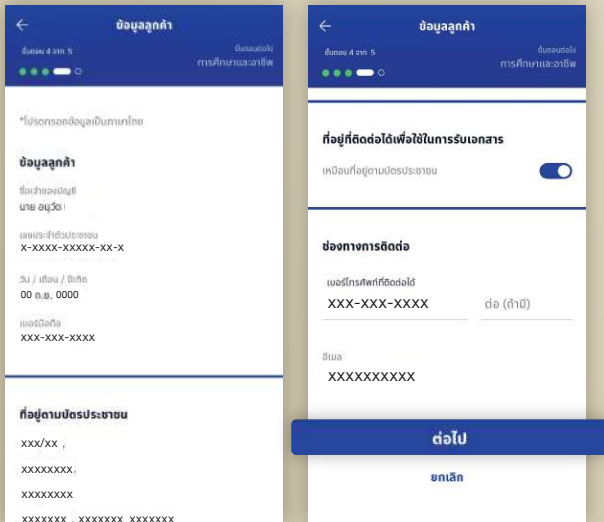 ข้อมูลลูกค้า
ขั้นตอน 4 จาก 5
ขั้นตอนต่อไป
การศึกษาและอาชีพ
*โปรดกรอกข้อมูลเป็นภาษาไทย
ข้อมูลลูกค้า
ชื่อเจ้าของบัญชี
นาย อนุวัต
เลขประจำตัวประชาชน
x-xxxx-xxxxx-xx-x
วัน / เดือน / ปีเกิด
00 ก.ย. 0000
เบอร์มือถือ
xxx-xxx-xxxx
ที่อยู่ตามบัตรประชาชน
xxx/xx ,
xxxxxxxx,
xxxxxxxx
xxxxxxx , xxxxxxx xxxxxxx
ข้อมูลลูกค้า
ขั้นตอน 4 จาก 5
ขั้นตอนต่อไป
การศึกษาและอาชีพ
ที่อยู่ที่ติดต่อได้เพื่อใช้ในการรับเอกสาร
เหมือนที่อยู่ตามบัตรประชาชน
ช่องทางการติดต่อ
เบอร์โทรศัพท์ที่ติดต่อได้
xxx-xxx-xxxx
ต่อ (ถ้ามี)
อีเมล
xxxxxxxxxx
ต่อไป
ยกเลิก